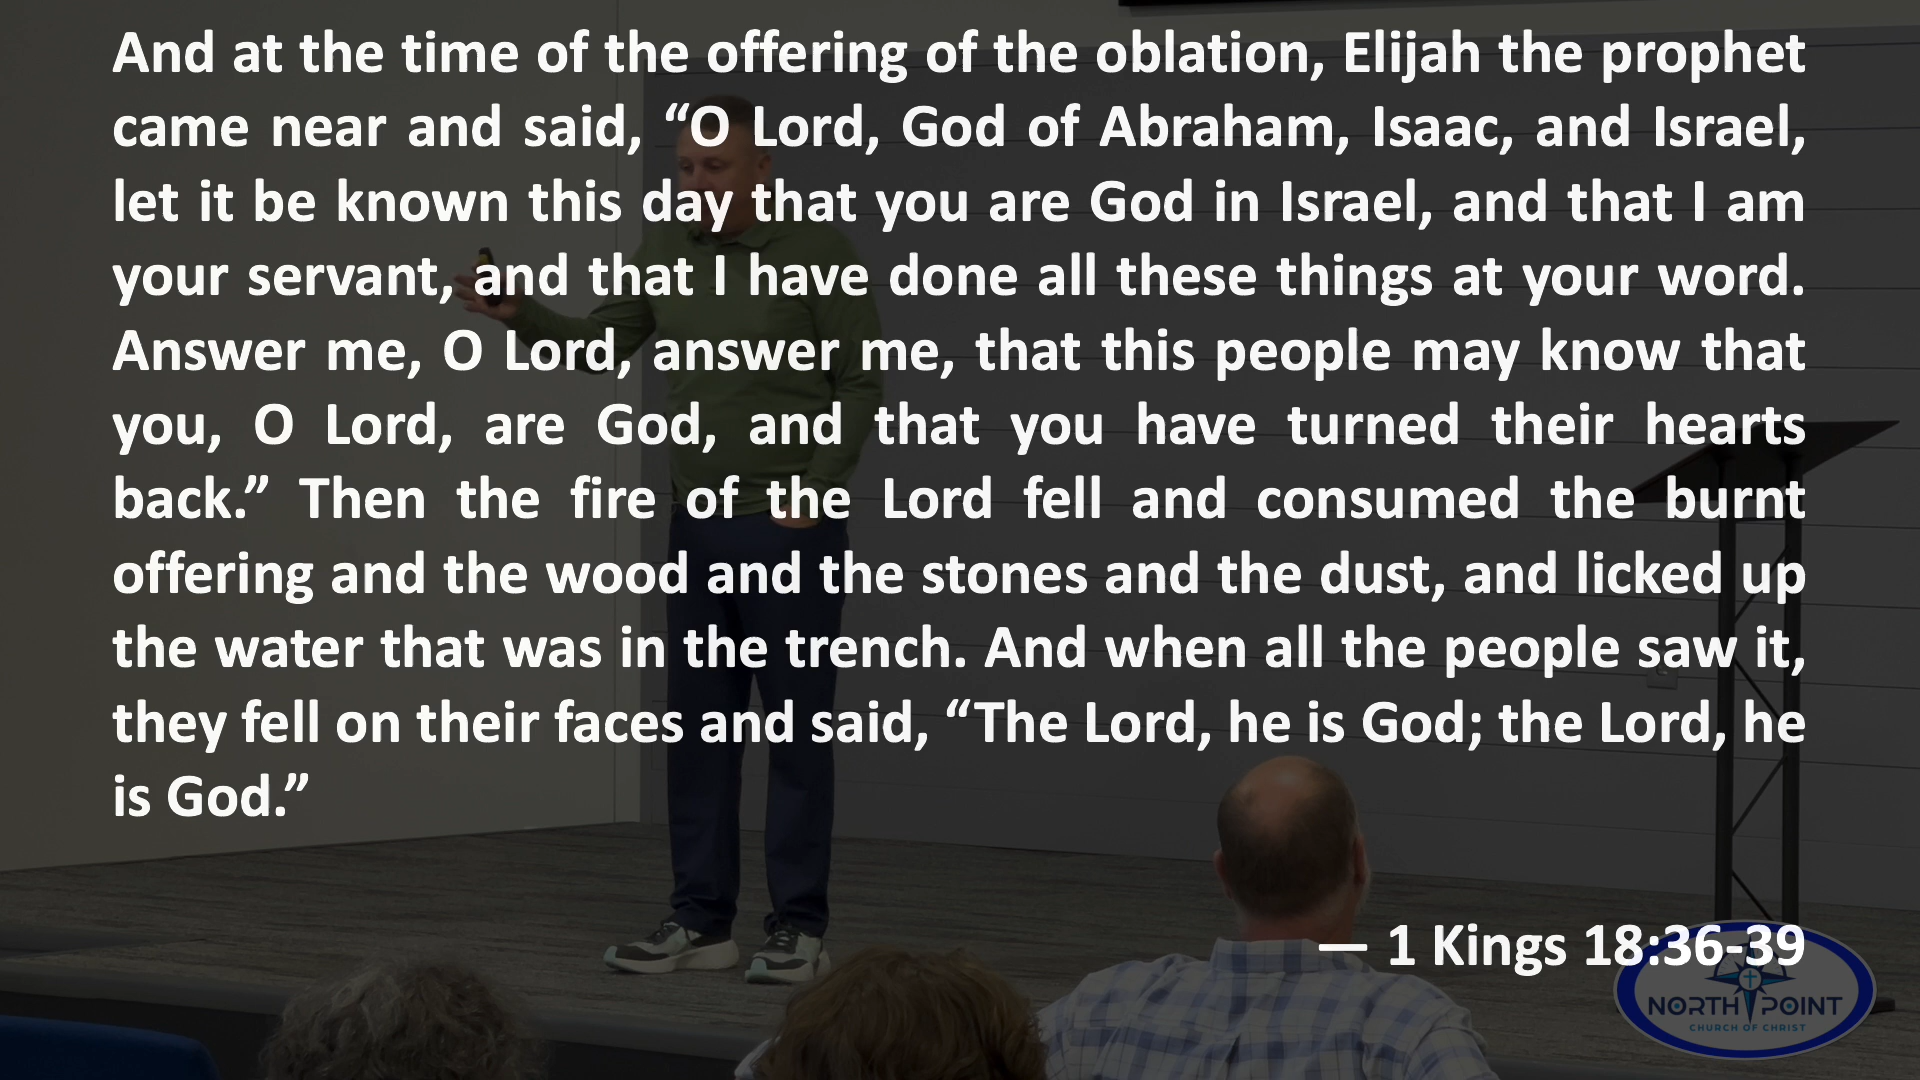 And at the time of the offering of the oblation, Elijah the prophet
came near and said, “O Lord, God of Abraham, Isaac, and Israel,
let it be known this day that you are God in Israel, and that I am
your servant, and that I have done all these things at your word.
Answer me, O Lord, answer me, that this people may know that
you, O Lord, are God, and that you have turned their hearts
back.” Then the fire of the Lord fell and consumed the burnt
offering and the wood and the stones and the dust, and licked up
the water that was in the trench. And when all the people saw it,
they fell on their faces and said, “The Lord, he is God; the Lord, he
is God.”
— 1 Kings 18:36-39
NORTH POINT
CHURCH OF CHRIST